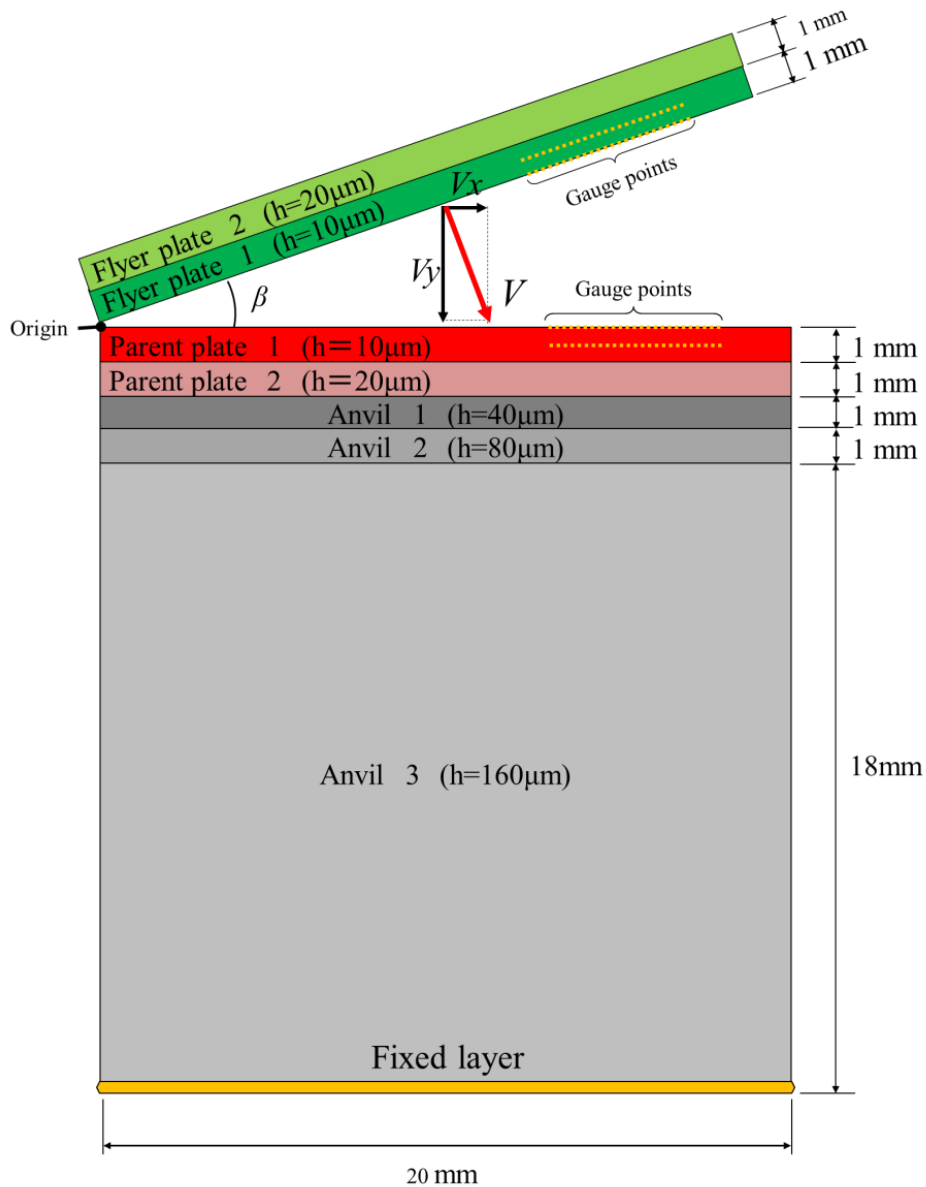 1 mm
1 mm
Flyer plate 2 (h=20μm)
Flyer plate 1 (h=10μm)
Gauge points
Vx
Vy
V
β
Gauge points
Origin
Parent plate 1 (h=10μm)
1 mm
Parent plate 2 (h=20μm)
1 mm
Anvil 1 (h=40μm)
1 mm
Anvil 2 (h=80μm)
1 mm
Anvil 3 (h=160μm)
18mm
Fixed layer
20 mm